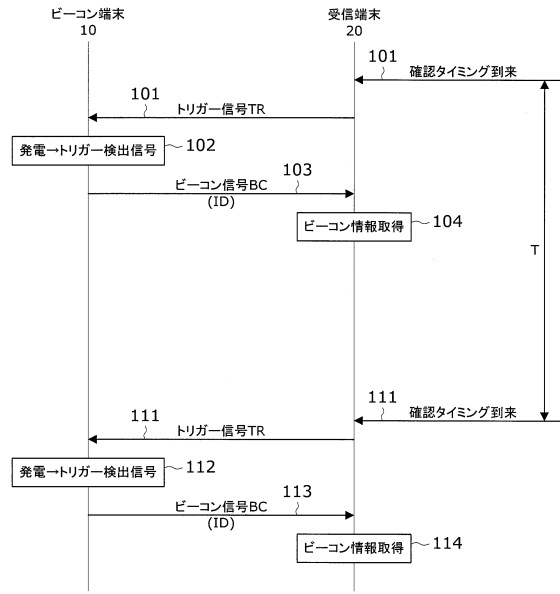 ビーコン端末
10
受信端末
20
101
確認タイミング到来
101
トリガー信号TR
発電→トリガー検出信号
102
ビーコン信号BC
103
(ID)
ビーコン情報取得
104
T
111
確認タイミング到来
111
トリガー信号TR
発電→トリガー検出信号
112
ビーコン信号BC
113
(ID)
ビーコン情報取得
114